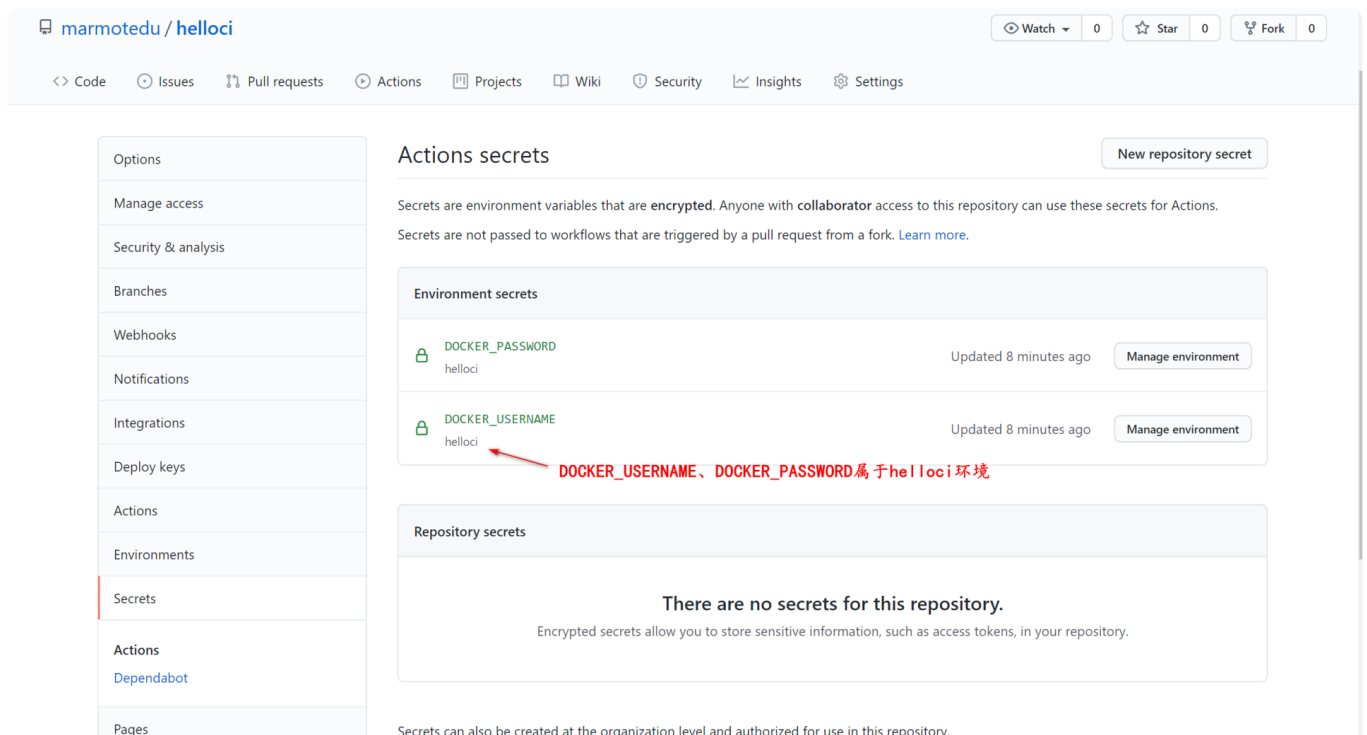 marmotedu / helloci
Watch 0 Star 0 Fork 0
Code Issues Pull requests Actions Projects Wiki Security Insights Settings
Options
Manage access
Security & analysis
Branches
Webhooks
Notifications
Integrations
Deploy keys
Actions
Environments
Secrets
Actions
Dependabot
Pages
Actions secrets
New repository secret
Secrets are environment variables that are encrypted. Anyone with collaborator access to this repository can use these secrets for Actions.
Secrets are not passed to workflows that are triggered by a pull request from a fork. Learn more.
Environment secrets
DOCKER_PASSWORD
helloci
Updated 8 minutes ago
Manage environment
DOCKER_USERNAME
helloci
Updated 8 minutes ago
Manage environment
DOCKER_USERNAME、DOCKER_PASSWORD属于helloci环境
Repository secrets
There are no secrets for this repository.
Encrypted secrets allow you to store sensitive information, such as access tokens, in your repository.
Secrets can also be created at the organization level and authorized for use in this repository.